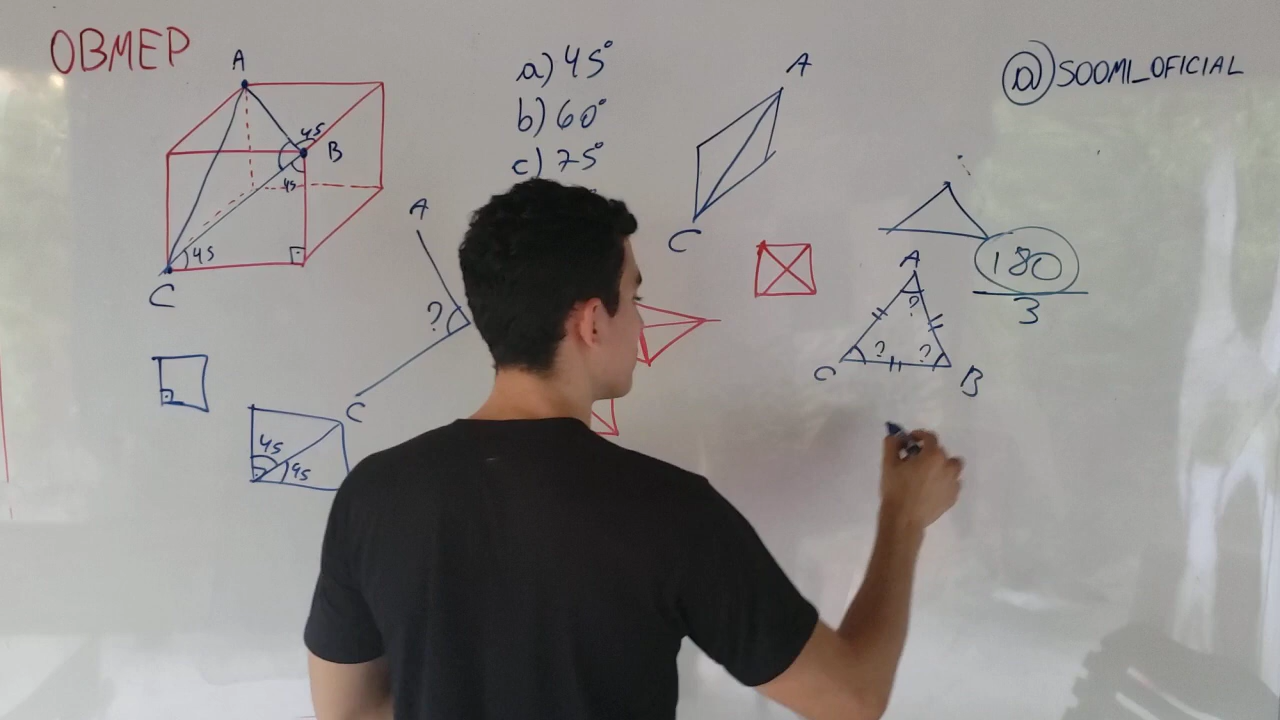 OBMEP
A
45
B
45
45
C
a) 45°
b) 60°
c) 75°
A
C
@SOOMI_OFICIAL
A
?
C
45
45
180
3
A
?
? ?
C
B